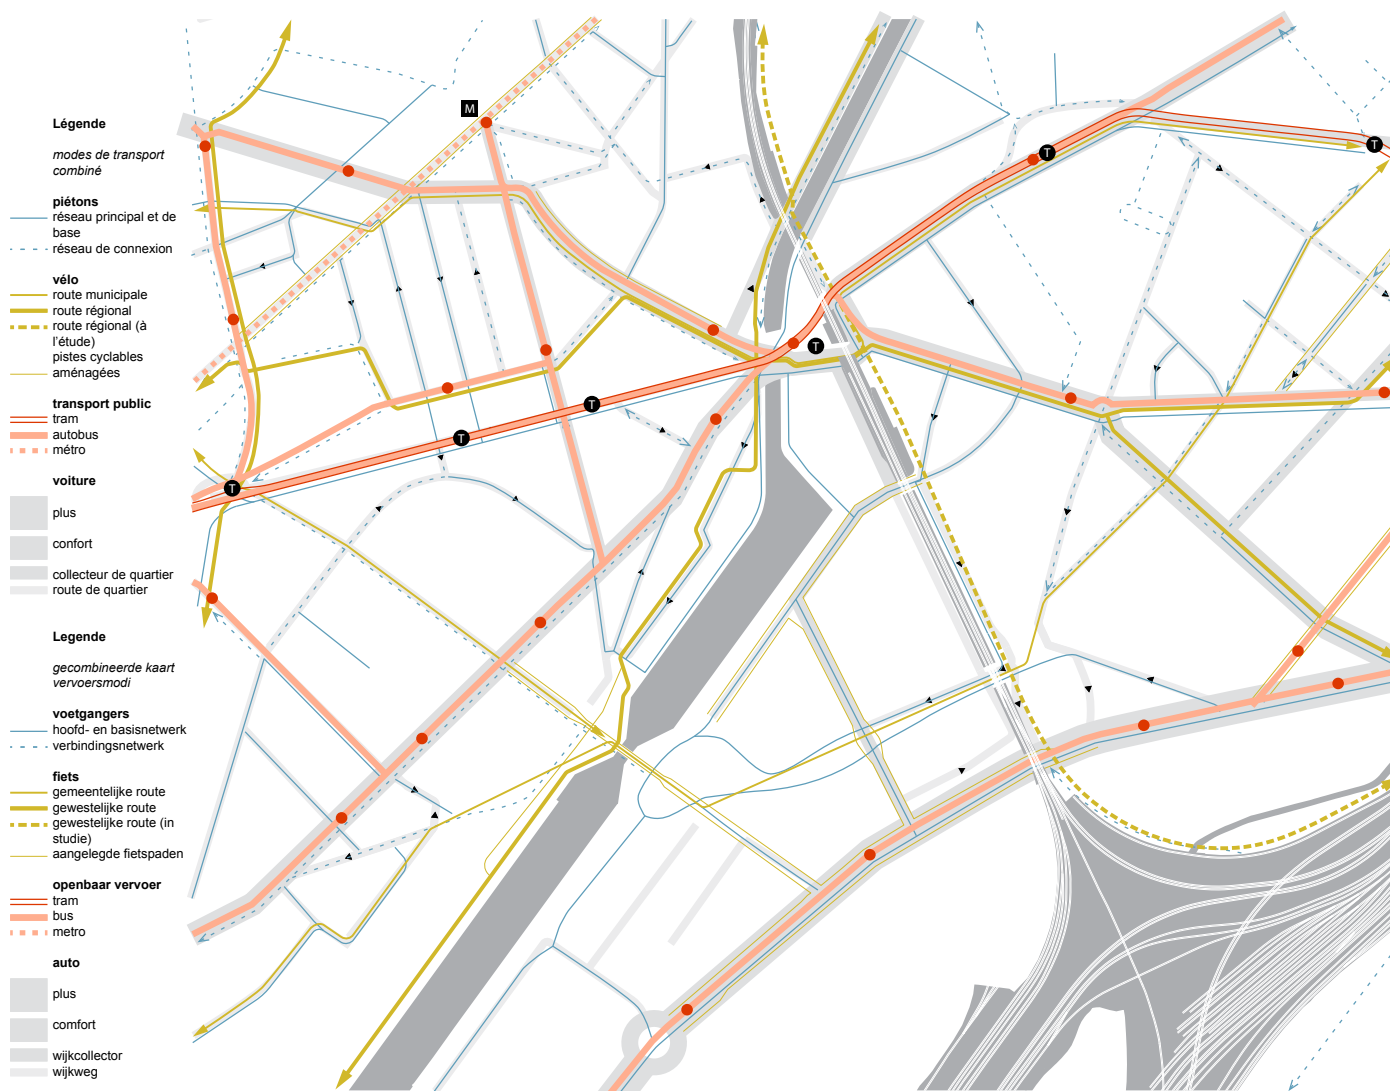 Légende
modes de transport
combiné
piétons
réseau principal et de
base
réseau de connexion
vélo
route municipale
route régional
route régional (à
l'étude)
pistes cyclables
aménagées
transport public
tram
autobus
métro
voiture
plus
confort
collecteur de quartier
route de quartier
Legende
gecombineerde kaart
vervoersmodi
voetgangers
hoofd- en basisnetwerk
verbindingsnetwerk
fiets
gemeentelijke route
gewestelijke route
gewestelijke route (in
studie)
aangelegde fietspaden
openbaar vervoer
tram
bus
metro
auto
plus
comfort
wijkcollector
wijkweg
M
T
T
T
T
T
T